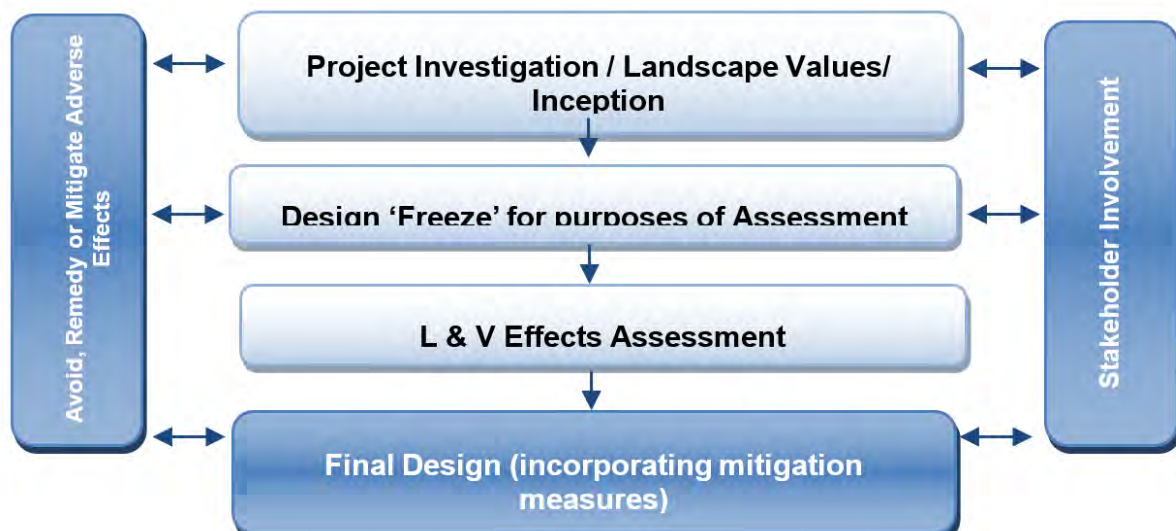 Avoid, Remedy or Mitigate Adverse
Effects
Project Investigation / Landscape Values/
Inception
Design ‘Freeze’ for purposes of Assessment
L & V Effects Assessment
Final Design (incorporating mitigation
measures)
Stakeholder Involvement